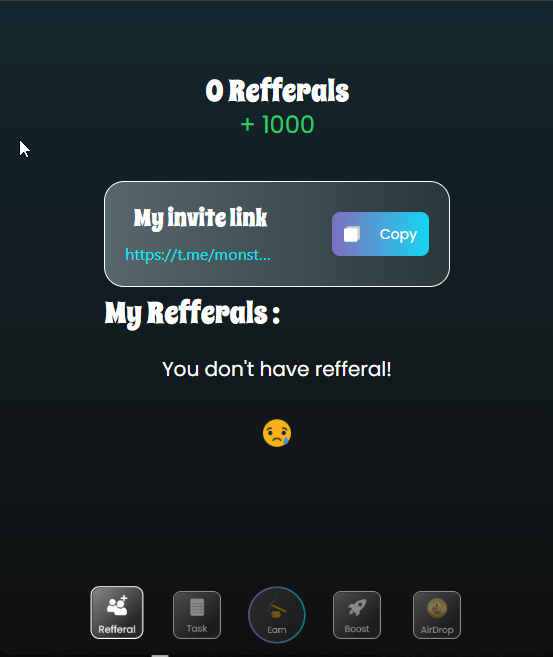 0 Refferals
+ 1000
My invite link
https://t.me/monst...
Copy
My Refferals :
You don't have refferal!
Refferal
Task
Earn
Boost
AirDrop